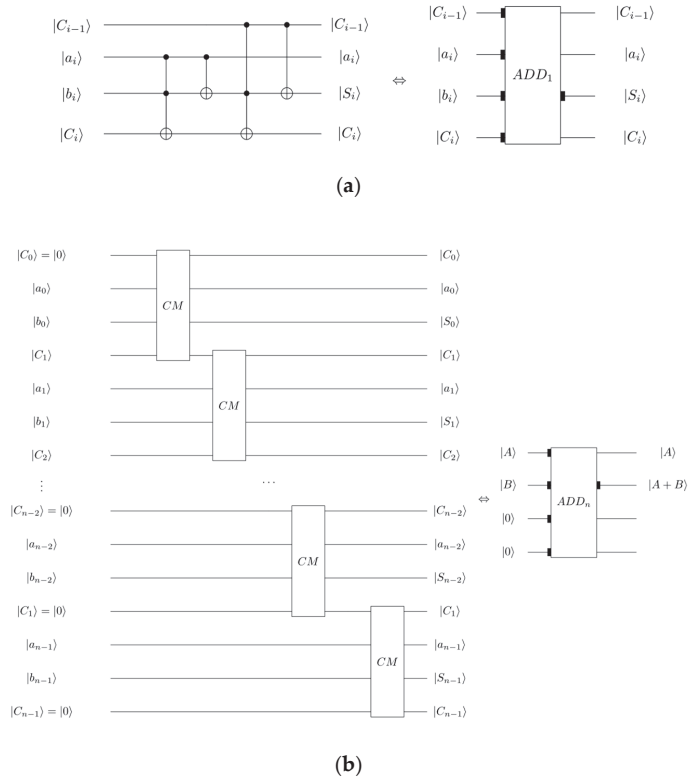 |C_{i−1}⟩ |C_{i−1}⟩ |C_{i−1}⟩ |C_{i−1}⟩
|a_i⟩ |a_i⟩ |a_i⟩ |a_i⟩
ADD_1
|b_i⟩ |S_i⟩ ⇔ |b_i⟩ |S_i⟩
|C_i⟩ |C_i⟩ |C_i⟩ |C_i⟩
(a)
|C_0⟩ = |0⟩ |C_0⟩
|a_0⟩ CM |a_0⟩
|b_0⟩ |S_0⟩
|C_1⟩ |C_1⟩
|a_1⟩ CM |a_1⟩
|b_1⟩ |S_1⟩
|C_2⟩ |C_2⟩
⋮ ⋯
|C_{n−2}⟩ = |0⟩ |C_{n−2}⟩
|a_{n−2}⟩ CM |a_{n−2}⟩
|b_{n−2}⟩ |S_{n−2}⟩
|C_1⟩ = |0⟩ |C_1⟩
|a_{n−1}⟩ CM |a_{n−1}⟩
|b_{n−1}⟩ |S_{n−1}⟩
|C_{n−1}⟩ = |0⟩ |C_{n−1}⟩
⇔
|A⟩ |A⟩
|B⟩ |A + B⟩
ADD_n
|0⟩
|0⟩
(b)